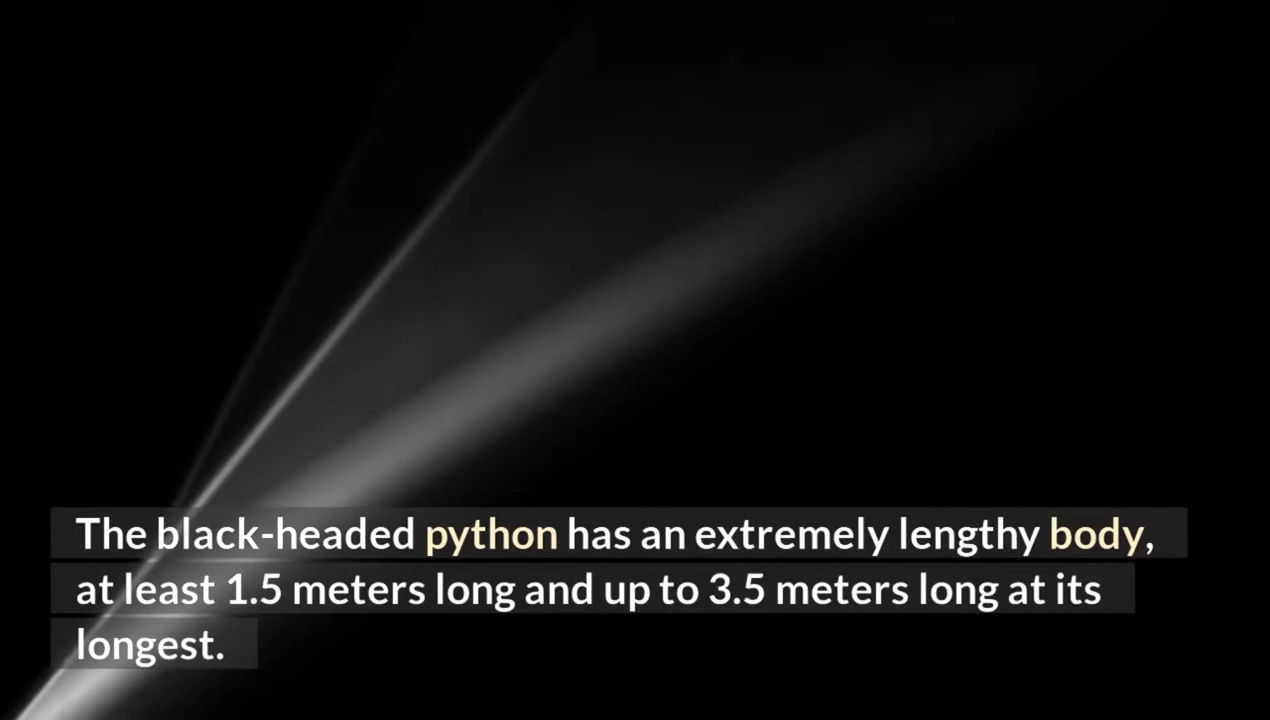 The black-headed python has an extremely lengthy body,
at least 1.5 meters long and up to 3.5 meters long at its
longest.